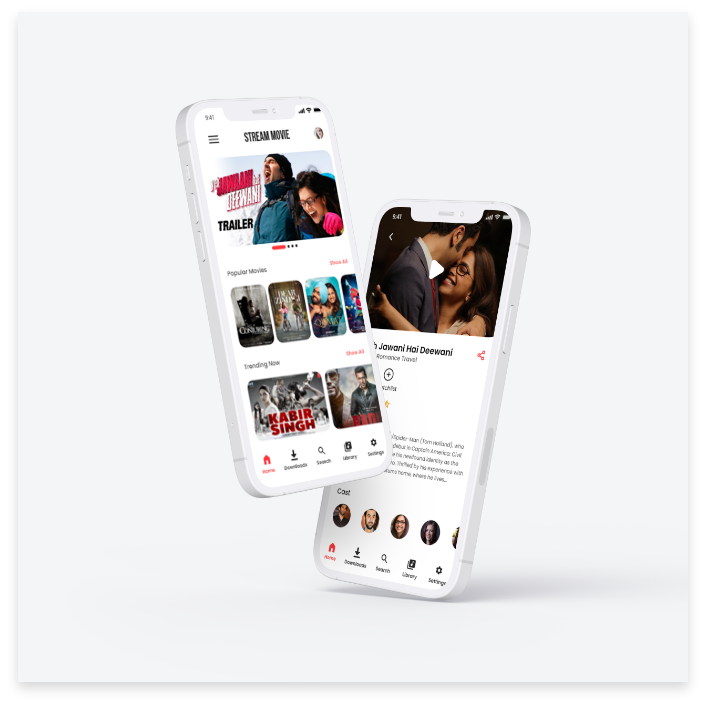 9:41
STREAM MOVIE
yeh
JAWAANI hai
DEEWANI
TRAILER
Popular Movies
Show All
THE
CONJURING
DEAR
ZINDAGI
Trending Now
Show All
KABIR
SINGH
Home
Downloads
Search
Library
Settings
9:41
h Jawani Hai Deewani
Romance Travel
tchlist
/Spider-Man (Tom Holland), who
debut in Captain America: Civil
his newfound identity as the
o. Thrilled by his experience with
home, where he lives...
Cast
Home
Downloads
Search
Library
Settings